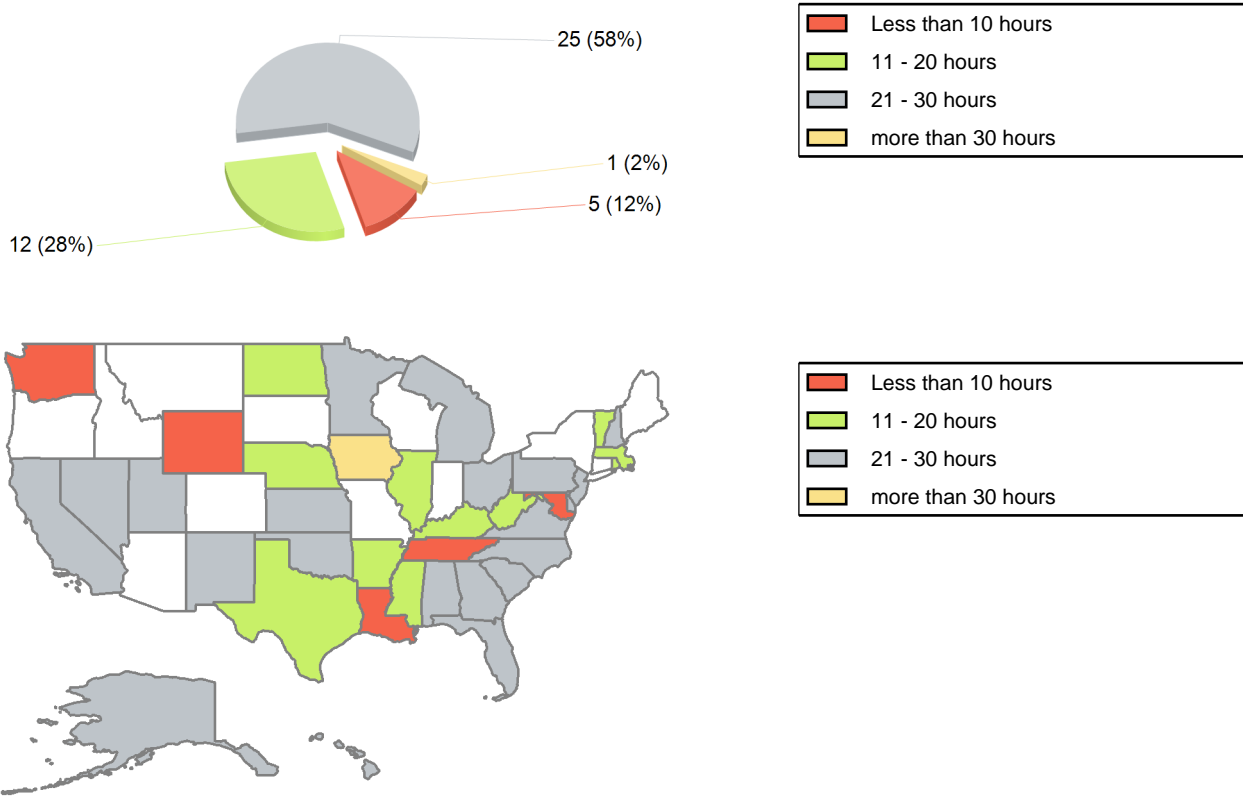 25 (58%)
1 (2%)
5 (12%)
12 (28%)
Less than 10 hours
11 - 20 hours
21 - 30 hours
more than 30 hours
Less than 10 hours
11 - 20 hours
21 - 30 hours
more than 30 hours